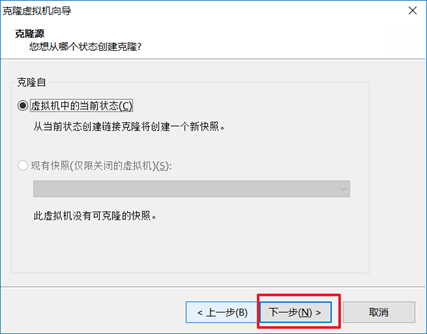 克隆虚拟机向导
克隆源
您想从哪个状态创建克隆?
克隆自
虚拟机中的当前状态(C)
从当前状态创建链接克隆将创建一个新快照。
现有快照(仅限关闭的虚拟机)(S):
此虚拟机没有可克隆的快照。
< 上一步(B) 下一步(N) > 取消